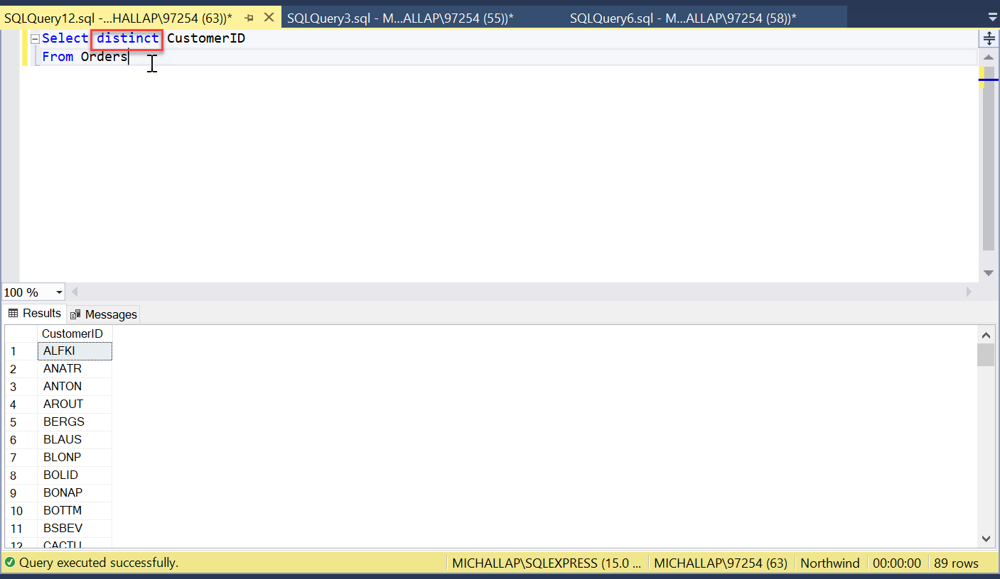 SQLQuery12.sql -...HALLAP\97254 (63))* SQLQuery3.sql - M...ALLAP\97254 (55))* SQLQuery6.sql - M...ALLAP\97254 (58))*
Select distinct CustomerID
From Orders
100 %
Results Messages
CustomerID
1 ALFKI
2 ANATR
3 ANTON
4 AROUT
5 BERGS
6 BLAUS
7 BLONP
8 BOLID
9 BONAP
10 BOTTM
11 BSBEV
12 CACTU
Query executed successfully. MICHALLAP\SQLEXPRESS (15.0 ... MICHALLAP\97254 (63) Northwind 00:00:00 89 rows